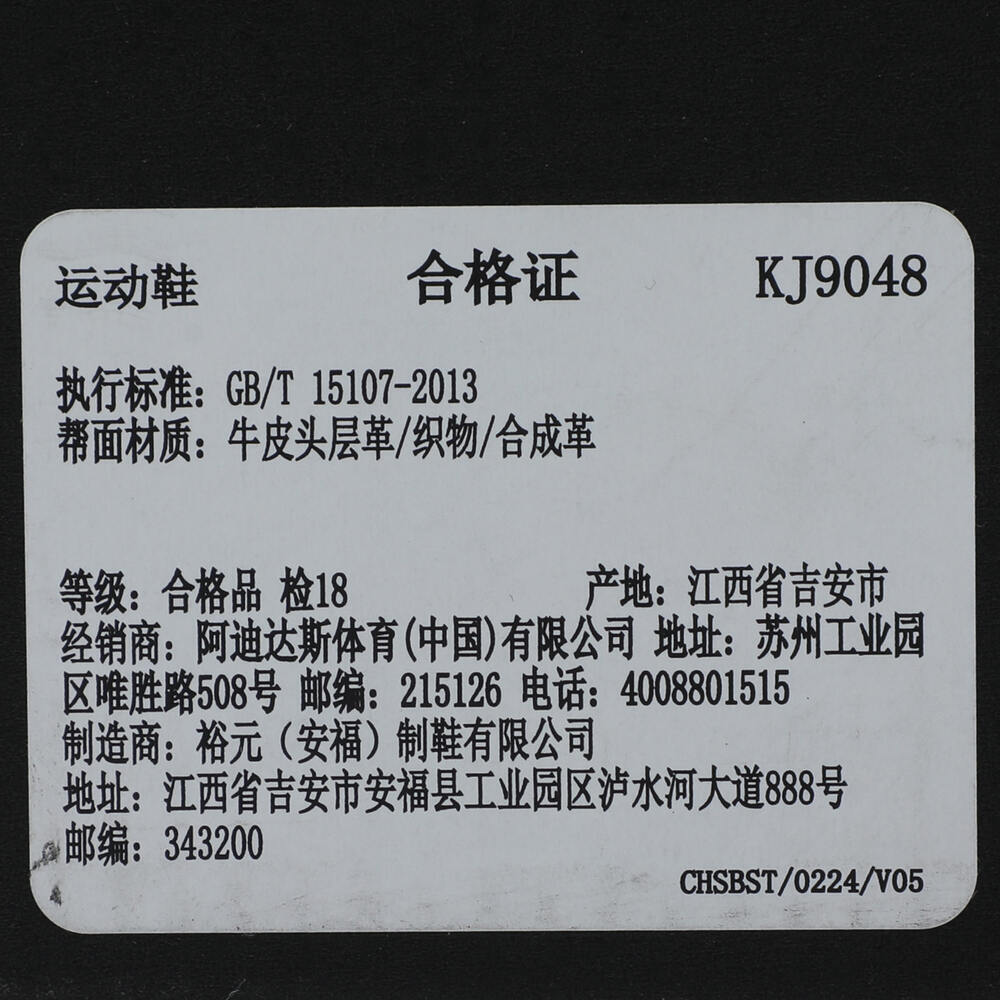 运动鞋 合格证 KJ9048
执行标准：GB/T 15107-2013
帮面材质：牛皮头层革/织物/合成革
等级：合格品 检18 产地：江西省吉安市
经销商：阿迪达斯体育(中国)有限公司 地址：苏州工业园
区唯胜路508号 邮编：215126 电话：4008801515
制造商：裕元（安福）制鞋有限公司
地址：江西省吉安市安福县工业园区泸水河大道888号
邮编：343200
CHSBST/0224/V05